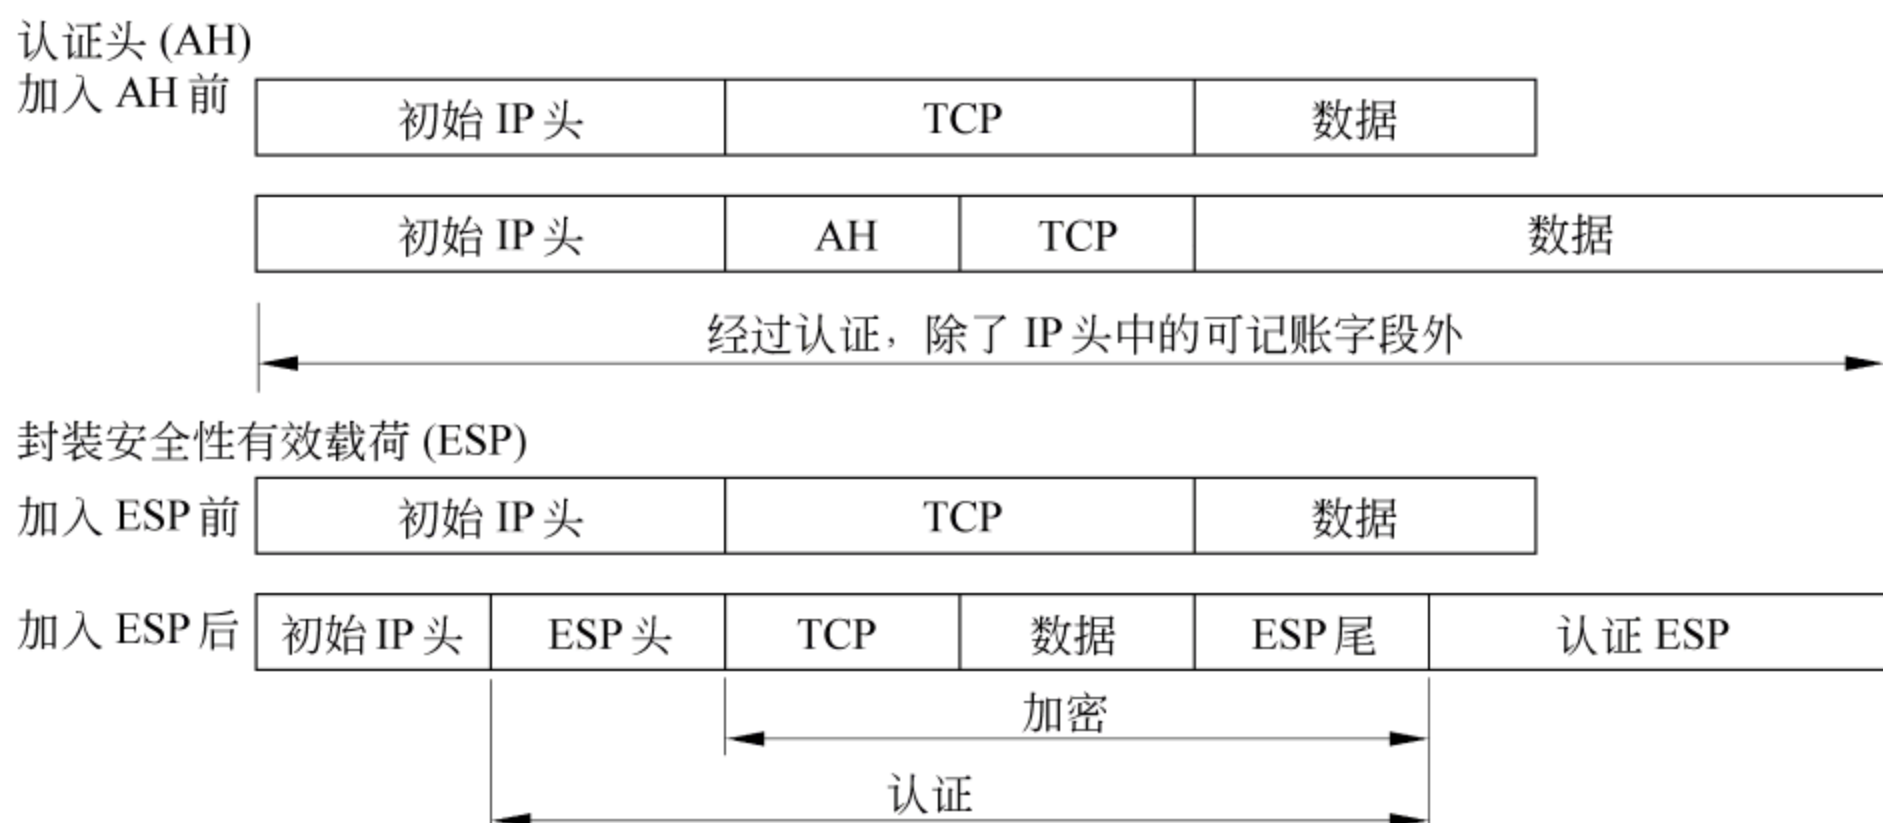 认证头 (AH)
加入 AH 前
初始 IP 头 TCP 数据
初始 IP 头 AH TCP 数据
经过认证，除了 IP 头中的可记账字段外
封装安全性有效载荷 (ESP)
加入 ESP 前 初始 IP 头 TCP 数据
加入 ESP 后 初始 IP 头 ESP 头 TCP 数据 ESP 尾 认证 ESP
加密
认证